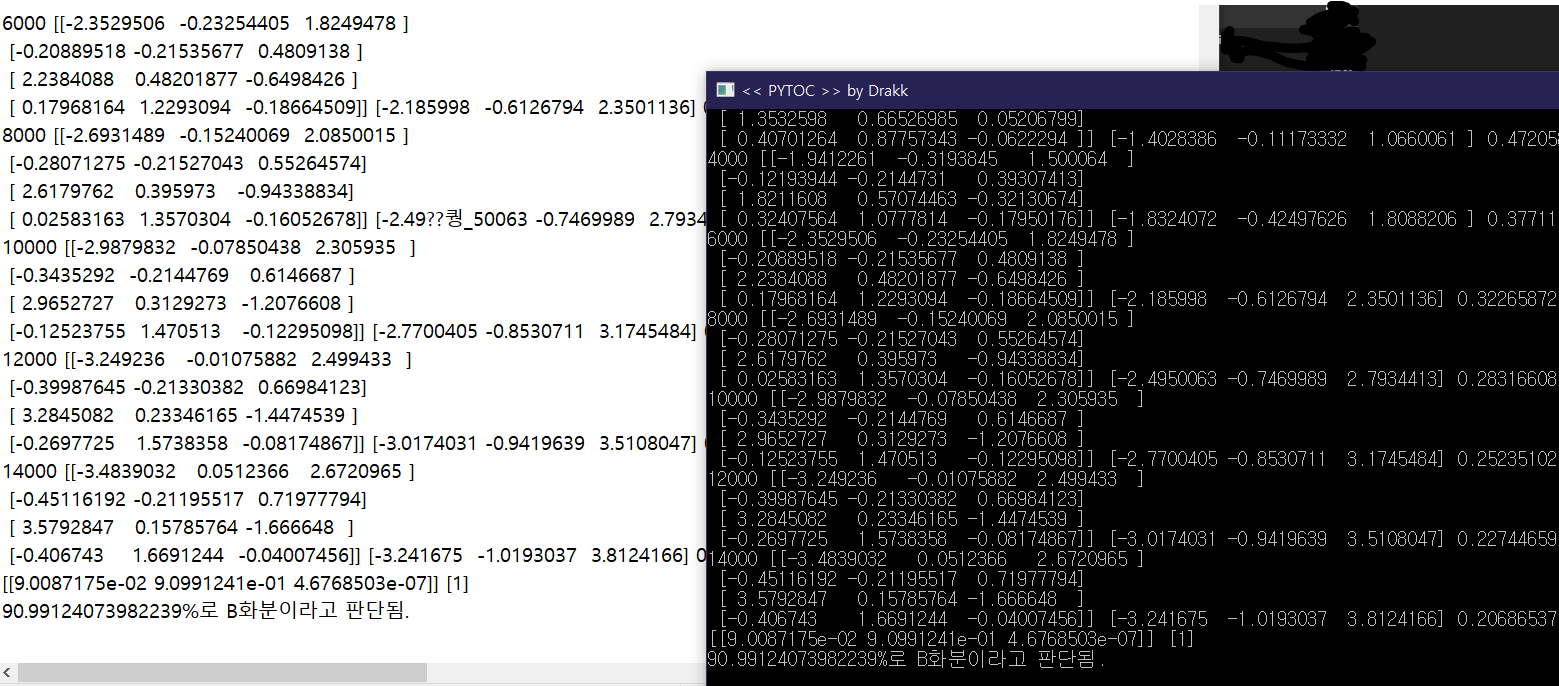 6000 [[-2.3529506 -0.23254405 1.8249478 ]
[-0.20889518 -0.21535677 0.4809138 ]
[ 2.2384088 0.48201877 -0.6498426 ]
[ 0.17968164 1.2293094 -0.18664509]] [-2.185998 -0.6126794 2.3501136]
8000 [[-2.6931489 -0.15240069 2.0850015 ]
[-0.28071275 -0.21527043 0.55264574]
[ 2.6179762 0.395973 -0.94338834]
[ 0.02583163 1.3570304 -0.16052678]] [-2.49??퀭_50063 -0.7469989 2.7934
10000 [[-2.9879832 -0.07850438 2.305935 ]
[-0.3435292 -0.2144769 0.6146687 ]
[ 2.9652727 0.3129273 -1.2076608 ]
[-0.12523755 1.470513 -0.12295098]] [-2.7700405 -0.8530711 3.1745484]
12000 [[-3.249236 -0.01075882 2.499433 ]
[-0.39987645 -0.21330382 0.66984123]
[ 3.2845082 0.23346165 -1.4474539 ]
[-0.2697725 1.5738358 -0.08174867]] [-3.0174031 -0.9419639 3.5108047]
14000 [[-3.4839032 0.0512366 2.6720965 ]
[-0.45116192 -0.21195517 0.71977794]
[ 3.5792847 0.15785764 -1.666648 ]
[-0.406743 1.6691244 -0.04007456]] [-3.241675 -1.0193037 3.8124166] 0
[[9.0087175e-02 9.0991241e-01 4.6768503e-07]] [1]
90.99124073982239%로 B화분이라고 판단됨.
<< PYTOC >> by Drakk
[ 1.3532598 0.66526985 0.05206799]
[ 0.40701264 0.87757343 -0.0622294 ]] [-1.4028386 -0.11173332 1.0660061 ] 0.47205
4000 [[-1.9412261 -0.3193845 1.500064 ]
[-0.12193944 -0.2144731 0.39307413]
[ 1.8211608 0.57074463 -0.32130674]
[ 0.32407564 1.0777814 -0.17950176]] [-1.8324072 -0.42497626 1.8088206 ] 0.37711
6000 [[-2.3529506 -0.23254405 1.8249478 ]
[-0.20889518 -0.21535677 0.4809138 ]
[ 2.2384088 0.48201877 -0.6498426 ]
[ 0.17968164 1.2293094 -0.18664509]] [-2.185998 -0.6126794 2.3501136] 0.32265872
8000 [[-2.6931489 -0.15240069 2.0850015 ]
[-0.28071275 -0.21527043 0.55264574]
[ 2.6179762 0.395973 -0.94338834]
[ 0.02583163 1.3570304 -0.16052678]] [-2.4950063 -0.7469989 2.7934413] 0.28316608
10000 [[-2.9879832 -0.07850438 2.305935 ]
[-0.3435292 -0.2144769 0.6146687 ]
[ 2.9652727 0.3129273 -1.2076608 ]
[-0.12523755 1.470513 -0.12295098]] [-2.7700405 -0.8530711 3.1745484] 0.25235102
12000 [[-3.249236 -0.01075882 2.499433 ]
[-0.39987645 -0.21330382 0.66984123]
[ 3.2845082 0.23346165 -1.4474539 ]
[-0.2697725 1.5738358 -0.08174867]] [-3.0174031 -0.9419639 3.5108047] 0.22744659
14000 [[-3.4839032 0.0512366 2.6720965 ]
[-0.45116192 -0.21195517 0.71977794]
[ 3.5792847 0.15785764 -1.666648 ]
[-0.406743 1.6691244 -0.04007456]] [-3.241675 -1.0193037 3.8124166] 0.20686537
[[9.0087175e-02 9.0991241e-01 4.6768503e-07]] [1]
90.99124073982239%로 B화분이라고 판단됨.